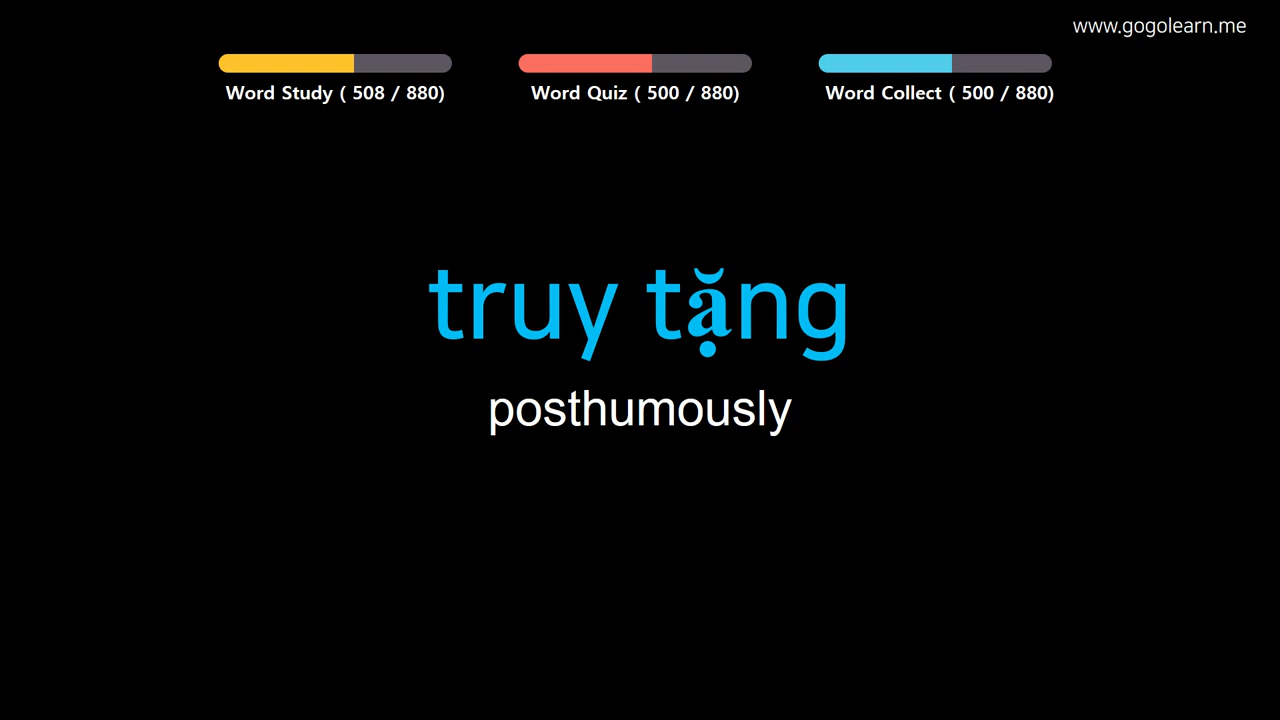 www.gogolearn.me
Word Study ( 508 / 880)
Word Quiz ( 500 / 880)
Word Collect ( 500 / 880)
truy tặng
posthumously